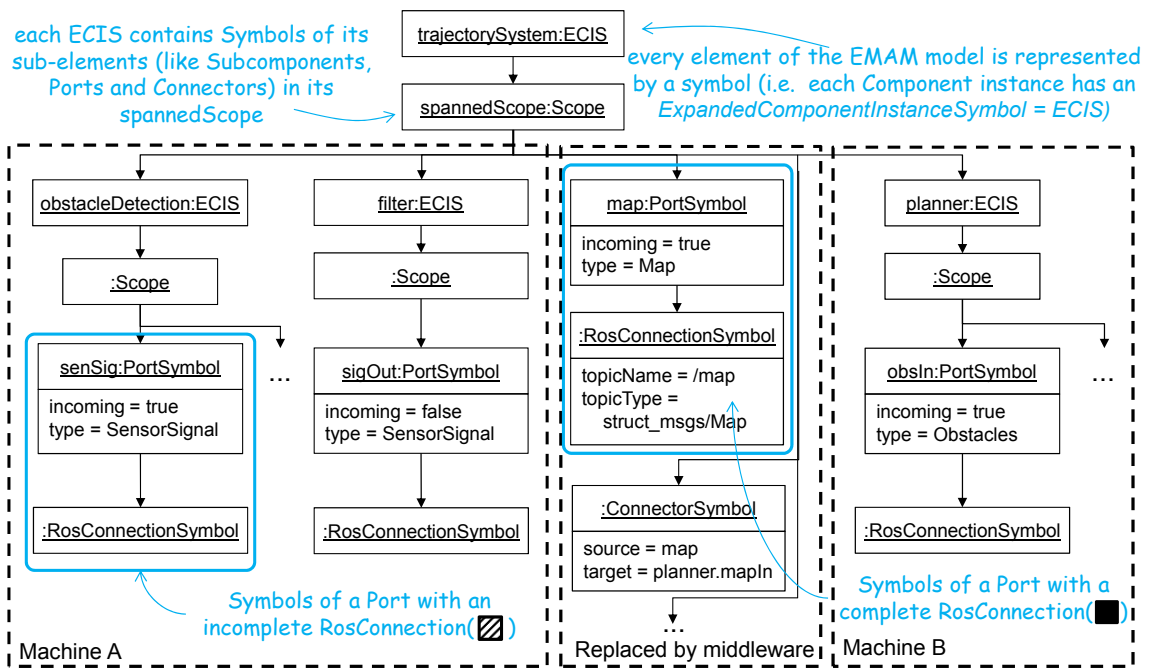 each ECIS contains Symbols of its
sub-elements (like Subcomponents,
Ports and Connectors) in its
spannedScope
trajectorySystem:ECIS
spannedScope:Scope
every element of the EMAM model is represented
by a symbol (i.e. each Component instance has an
ExpandedComponentInstanceSymbol = ECIS)
obstacleDetection:ECIS
:Scope
senSig:PortSymbol
incoming = true
type = SensorSignal
:RosConnectionSymbol
...
filter:ECIS
:Scope
sigOut:PortSymbol
incoming = false
type = SensorSignal
:RosConnectionSymbol
Symbols of a Port with an
incomplete RosConnection( )
Machine A
map:PortSymbol
incoming = true
type = Map
:RosConnectionSymbol
topicName = /map
topicType =
struct_msgs/Map
:ConnectorSymbol
source = map
target = planner.mapIn
...
Replaced by middleware
planner:ECIS
:Scope
obsIn:PortSymbol
incoming = true
type = Obstacles
:RosConnectionSymbol
...
Symbols of a Port with a
complete RosConnection( )
Machine B